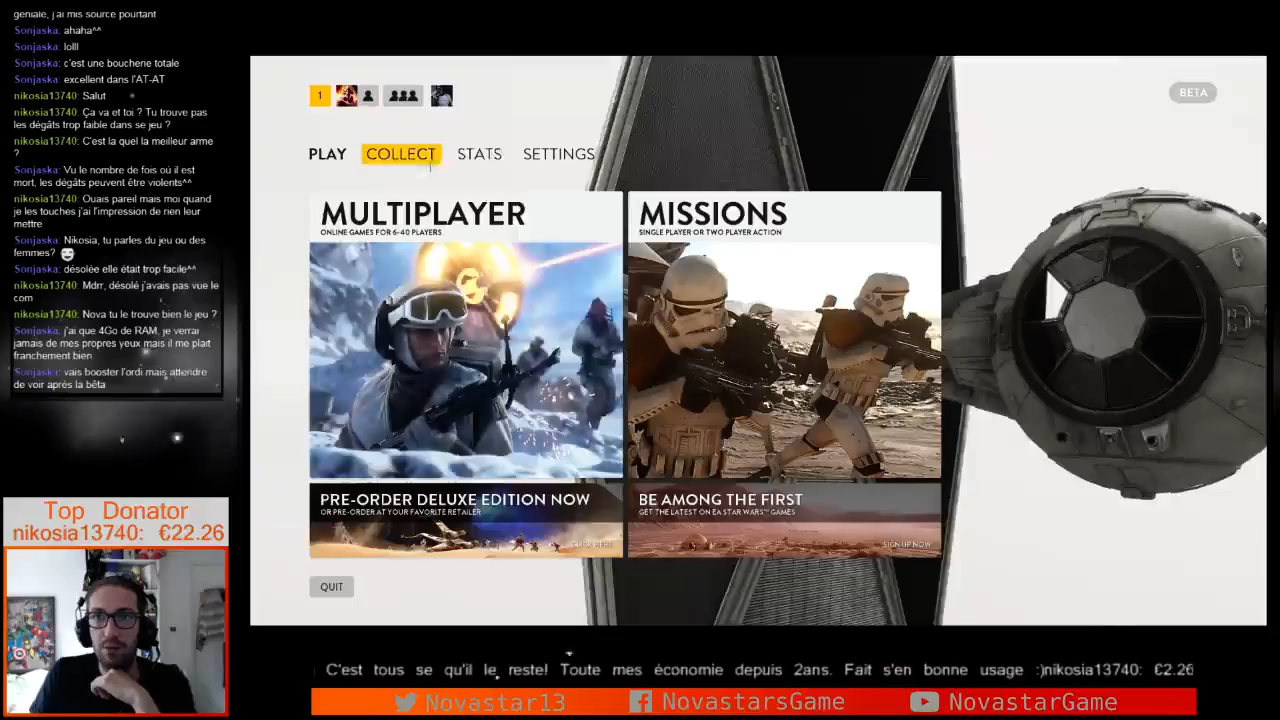 geniale, j'ai mis source pourtant
Sonjaska: ahaha^^
Sonjaska: lolll
Sonjaska: c'est une boucherie totale
Sonjaska: excellent dans l'AT-AT
nikosia13740: Salut
nikosia13740: Ça va et toi ? Tu trouve pas
les dégâts trop faible dans se jeu ?
nikosia13740: C'est la quel la meilleur arme
?
Sonjaska: Vu le nombre de fois où il est
mort, les dégâts peuvent être violents^^
nikosia13740: Ouais pareil mais moi quand
je les touches j'ai l'impression de rien leur
mettre
Sonjaska: Nikosia, tu parles du jeu ou des
femmes?
Sonjaska: désolée elle était trop facile^^
nikosia13740: Mdrr, désolé j'avais pas vue le
com
nikosia13740: Nova tu le trouve bien le jeu ?
Sonjaska: j'ai que 4Go de RAM, je verrai
jamais de mes propres yeux mais il me plait
franchement bien
Sonjaska: vais booster l'ordi mais attendre
de voir après la bêta
Top Donator
nikosia13740: €22.26
1
BETA
PLAY COLLECT STATS SETTINGS
MULTIPLAYER
ONLINE GAMES FOR 6-40 PLAYERS
MISSIONS
SINGLE PLAYER OR TWO PLAYER ACTION
PRE-ORDER DELUXE EDITION NOW
OR PRE-ORDER AT YOUR FAVORITE RETAILER
CLICK HERE
BE AMONG THE FIRST
GET THE LATEST ON EA STAR WARS™ GAMES
SIGN UP NOW
QUIT
C'est tous se qu'il le reste! Toute mes économie depuis 2ans. Fait s'en bonne usage :)nikosia13740: €2.26
Novastar13 NovastarsGame NovastarGame